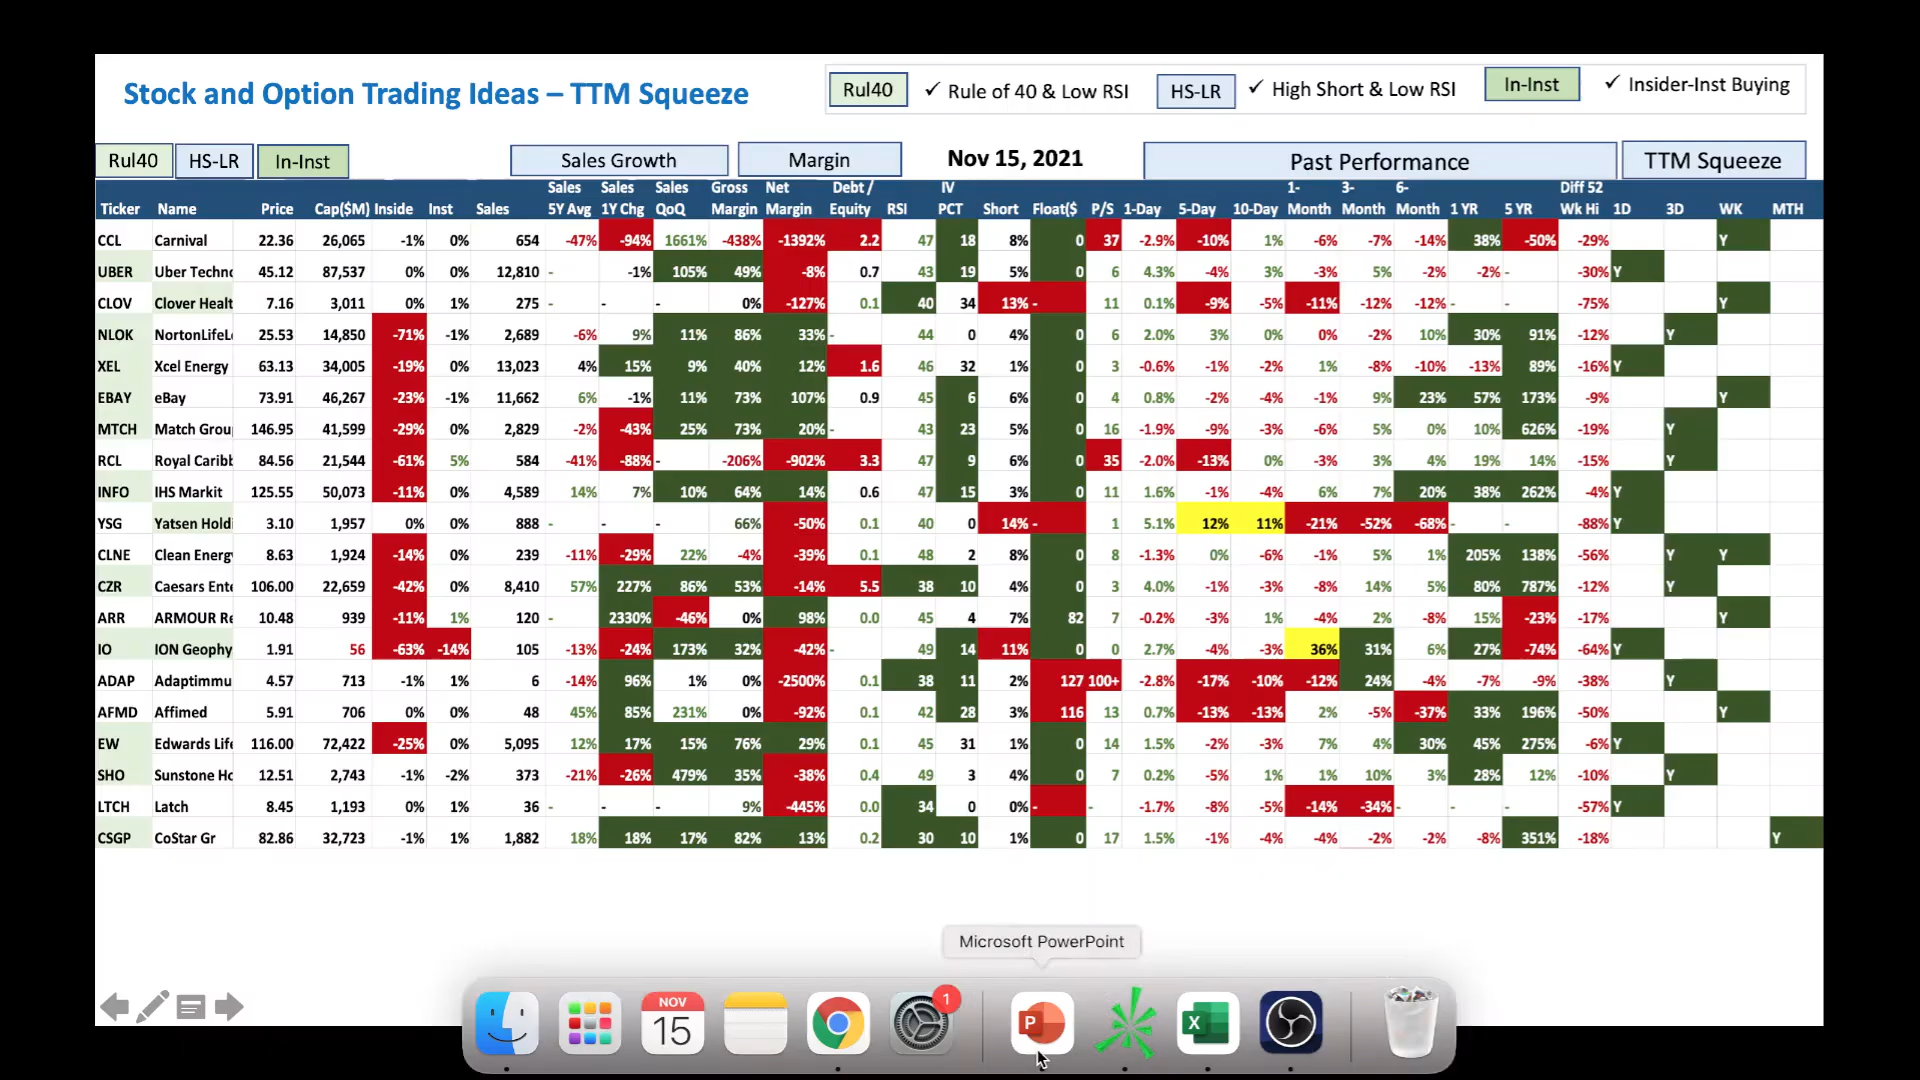 Stock and Option Trading Ideas – TTM Squeeze
Rul40 ✓ Rule of 40 & Low RSI HS-LR ✓ High Short & Low RSI In-Inst ✓ Insider-Inst Buying
Rul40 HS-LR In-Inst Sales Growth Margin Nov 15, 2021 Past Performance TTM Squeeze
Sales Sales Sales Gross Net Debt / IV 1- 3- 6- Diff 52
Ticker Name Price Cap($M) Inside Inst Sales 5Y Avg 1Y Chg QoQ Margin Margin Equity RSI PCT Short Float($ P/S 1-Day 5-Day 10-Day Month Month Month 1 YR 5 YR Wk Hi 1D 3D WK MTH
CCL Carnival 22.36 26,065 -1% 0% 654 -47% -94% 1661% -438% -1392% 2.2 47 18 8% 0 37 -2.9% -10% 1% -6% -7% -14% 38% -50% -29% Y
UBER Uber Techno 45.12 87,537 0% 0% 12,810 - -1% 105% 49% -8% 0.7 43 19 5% 0 6 4.3% -4% 3% -3% 5% -2% -2% - -30% Y
CLOV Clover Healt 7.16 3,011 0% 1% 275 - - - 0% -127% 0.1 40 34 13% - 11 0.1% -9% -5% -11% -12% -12% - - -75% Y
NLOK NortonLifeL 25.53 14,850 -71% -1% 2,689 -6% 9% 11% 86% 33% - 44 0 4% 0 6 2.0% 3% 0% 0% -2% 10% 30% 91% -12% Y
XEL Xcel Energy 63.13 34,005 -19% 0% 13,023 4% 15% 9% 40% 12% 1.6 46 32 1% 0 3 -0.6% -1% -2% 1% -8% -10% -13% 89% -16% Y
EBAY eBay 73.91 46,267 -23% -1% 11,662 6% -1% 11% 73% 107% 0.9 45 6 6% 0 4 0.8% -2% -4% -1% 9% 23% 57% 173% -9% Y
MTCH Match Grou 146.95 41,599 -29% 0% 2,829 -2% -43% 25% 73% 20% - 43 23 5% 0 16 -1.9% -9% -3% -6% 5% 0% 10% 626% -19% Y
RCL Royal Caribb 84.56 21,544 -61% 5% 584 -41% -88% - -206% -902% 3.3 47 9 6% 0 35 -2.0% -13% 0% -3% 3% 4% 19% 14% -15% Y
INFO IHS Markit 125.55 50,073 -11% 0% 4,589 14% 7% 10% 64% 14% 0.6 47 15 3% 0 11 1.6% -1% -4% 6% 7% 20% 38% 262% -4% Y
YSG Yatsen Holdi 3.10 1,957 0% 0% 888 - - - 66% -50% 0.1 40 0 14% - 1 5.1% 12% 11% -21% -52% -68% - - -88% Y
CLNE Clean Energy 8.63 1,924 -14% 0% 239 -11% -29% 22% -4% -39% 0.1 48 2 8% 0 8 -1.3% 0% -6% -1% 5% 1% 205% 138% -56% Y Y
CZR Caesars Ente 106.00 22,659 -42% 0% 8,410 57% 227% 86% 53% -14% 5.5 38 10 4% 0 3 4.0% -1% -3% -8% 14% 5% 80% 787% -12% Y
ARR ARMOUR Re 10.48 939 -11% 1% 120 - 2330% -46% 0% 98% 0.0 45 4 7% 82 7 -0.2% -3% 1% -4% 2% -8% 15% -23% -17% Y
IO ION Geophy 1.91 56 -63% -14% 105 -13% -24% 173% 32% -42% - 49 14 11% 0 0 2.7% -4% -3% 36% 31% 6% 27% -74% -64% Y
ADAP Adaptimmu 4.57 713 -1% 1% 6 -14% 96% 1% 0% -2500% 0.1 38 11 2% 127 100+ -2.8% -17% -10% -12% 24% -4% -7% -9% -38% Y
AFMD Affimed 5.91 706 0% 0% 48 45% 85% 231% 0% -92% 0.1 42 28 3% 116 13 0.7% -13% -13% 2% -5% -37% 33% 196% -50% Y
EW Edwards Life 116.00 72,422 -25% 0% 5,095 12% 17% 15% 76% 29% 0.1 45 31 1% 0 14 1.5% -2% -3% 7% 4% 30% 45% 275% -6% Y
SHO Sunstone Ho 12.51 2,743 -1% -2% 373 -21% -26% 479% 35% -38% 0.4 49 3 4% 0 7 0.2% -5% 1% 1% 10% 3% 28% 12% -10% Y
LTCH Latch 8.45 1,193 0% 1% 36 - - - 9% -445% 0.0 34 0 0% - - -1.7% -8% -5% -14% -34% - - - -57% Y
CSGP CoStar Gr 82.86 32,723 -1% 1% 1,882 18% 18% 17% 82% 13% 0.2 30 10 1% 0 17 1.5% -1% -4% -4% -2% -2% -8% 351% -18% Y
Microsoft PowerPoint
NOV
15
1
P
X